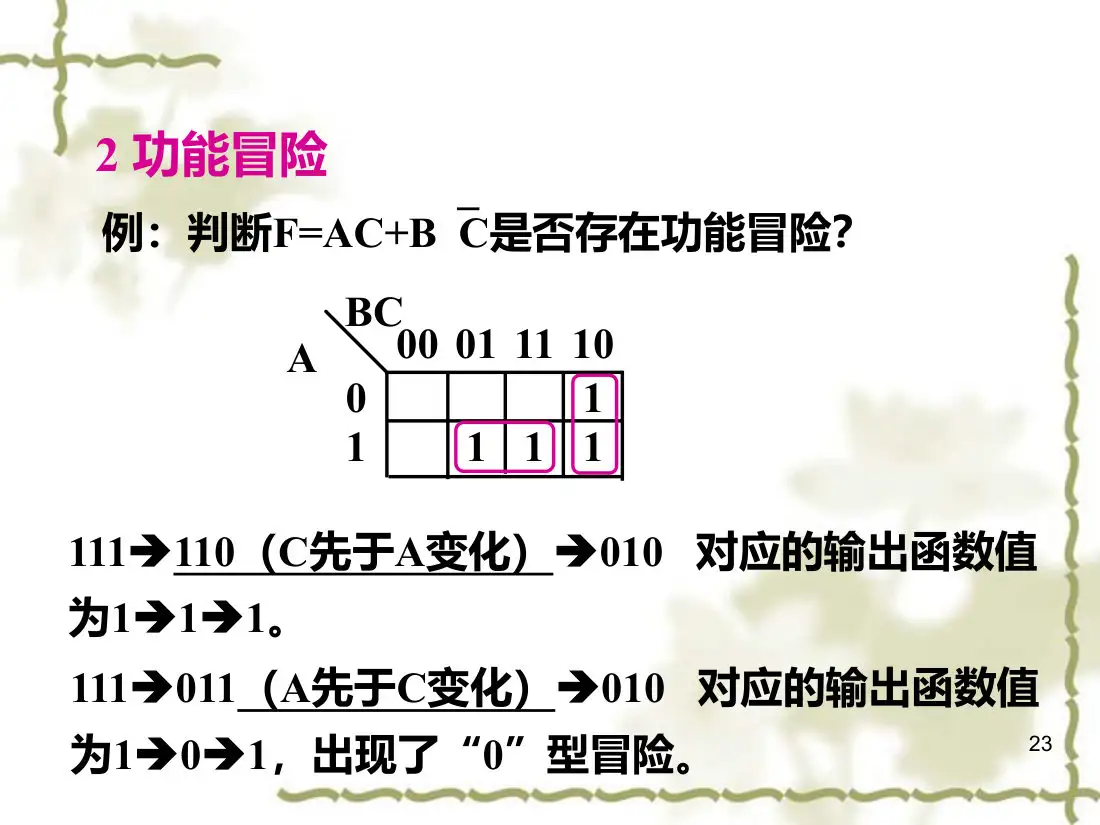 2 功能冒险
例：判断F=AC+B C̅是否存在功能冒险?
BC
A
00 01 11 10
0 1
1 1 1 1
111➔110（C先于A变化）➔010 对应的输出函数值
为1➔1➔1。
111➔011（A先于C变化）➔010 对应的输出函数值
为1➔0➔1，出现了“0”型冒险。
23